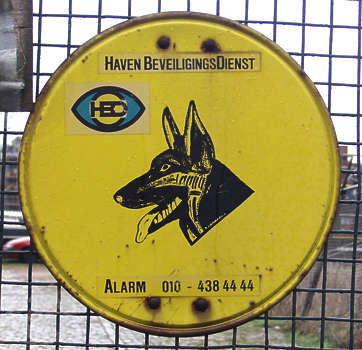 HAVEN BEVEILIGINGSDIENST
HBD
ALARM 010 - 438 44 44